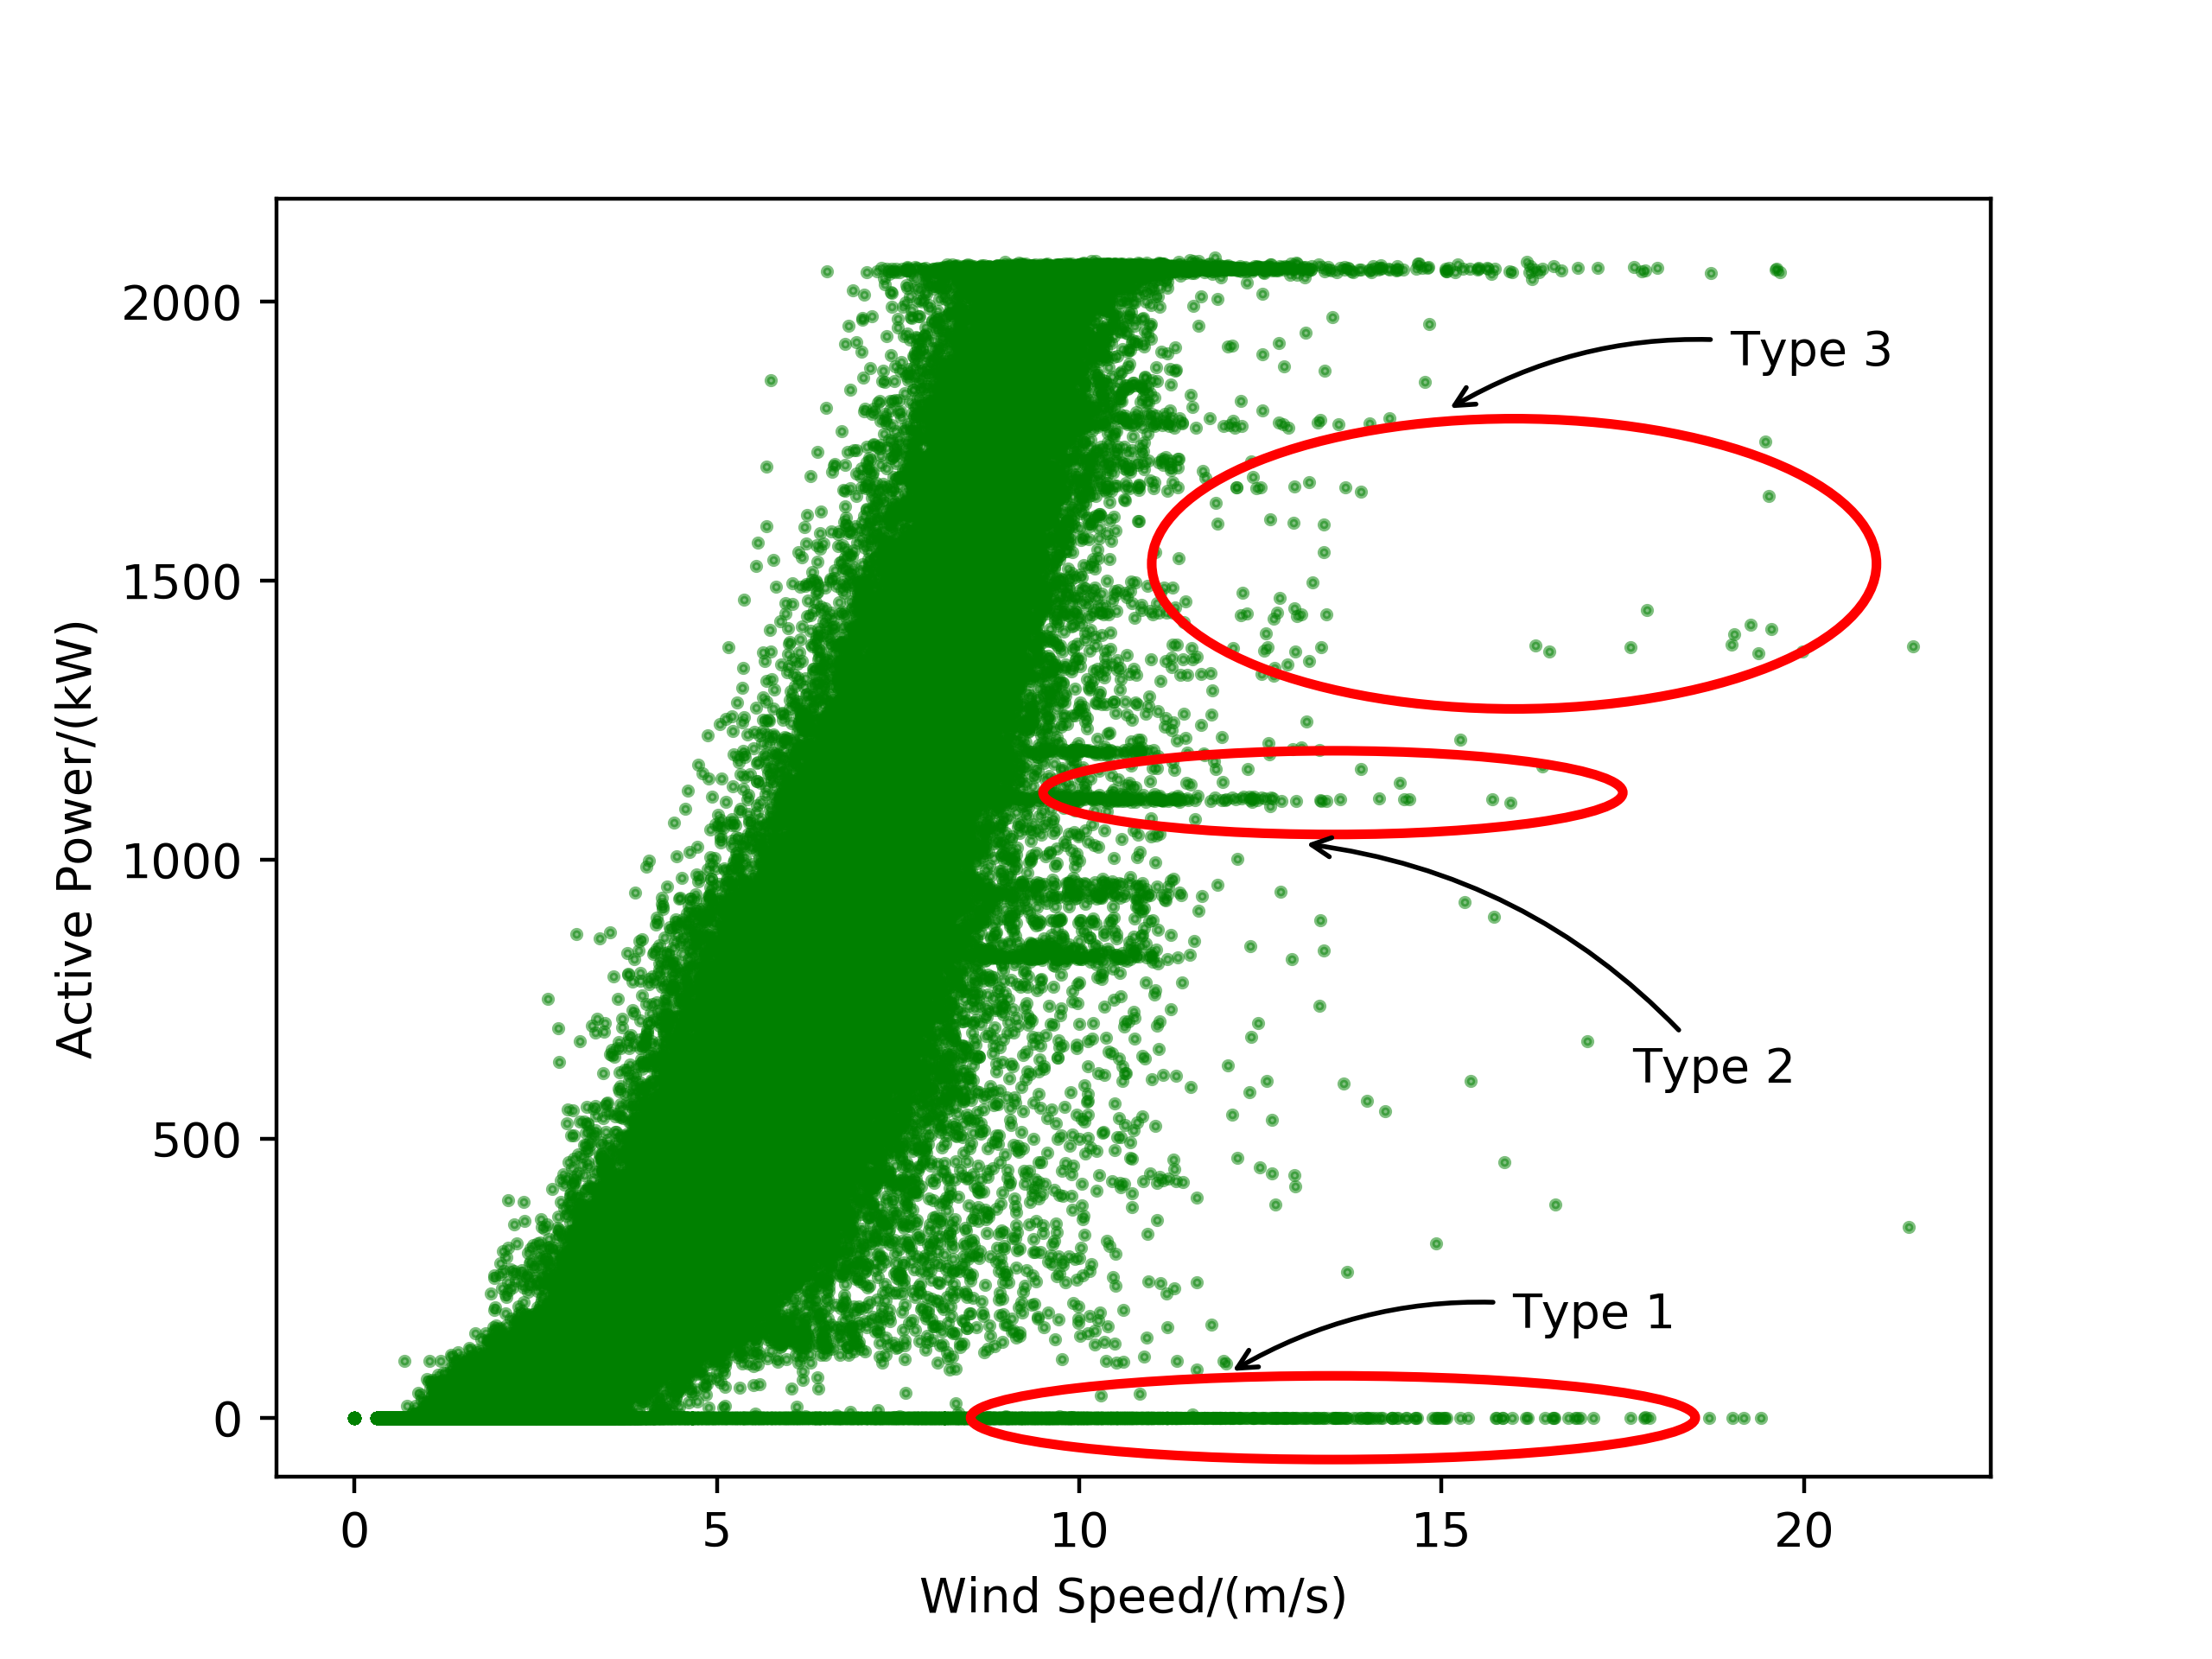 2000
1500
1000
500
0
Active Power/(kW)
Type 3
Type 2
Type 1
0 5 10 15 20
Wind Speed/(m/s)